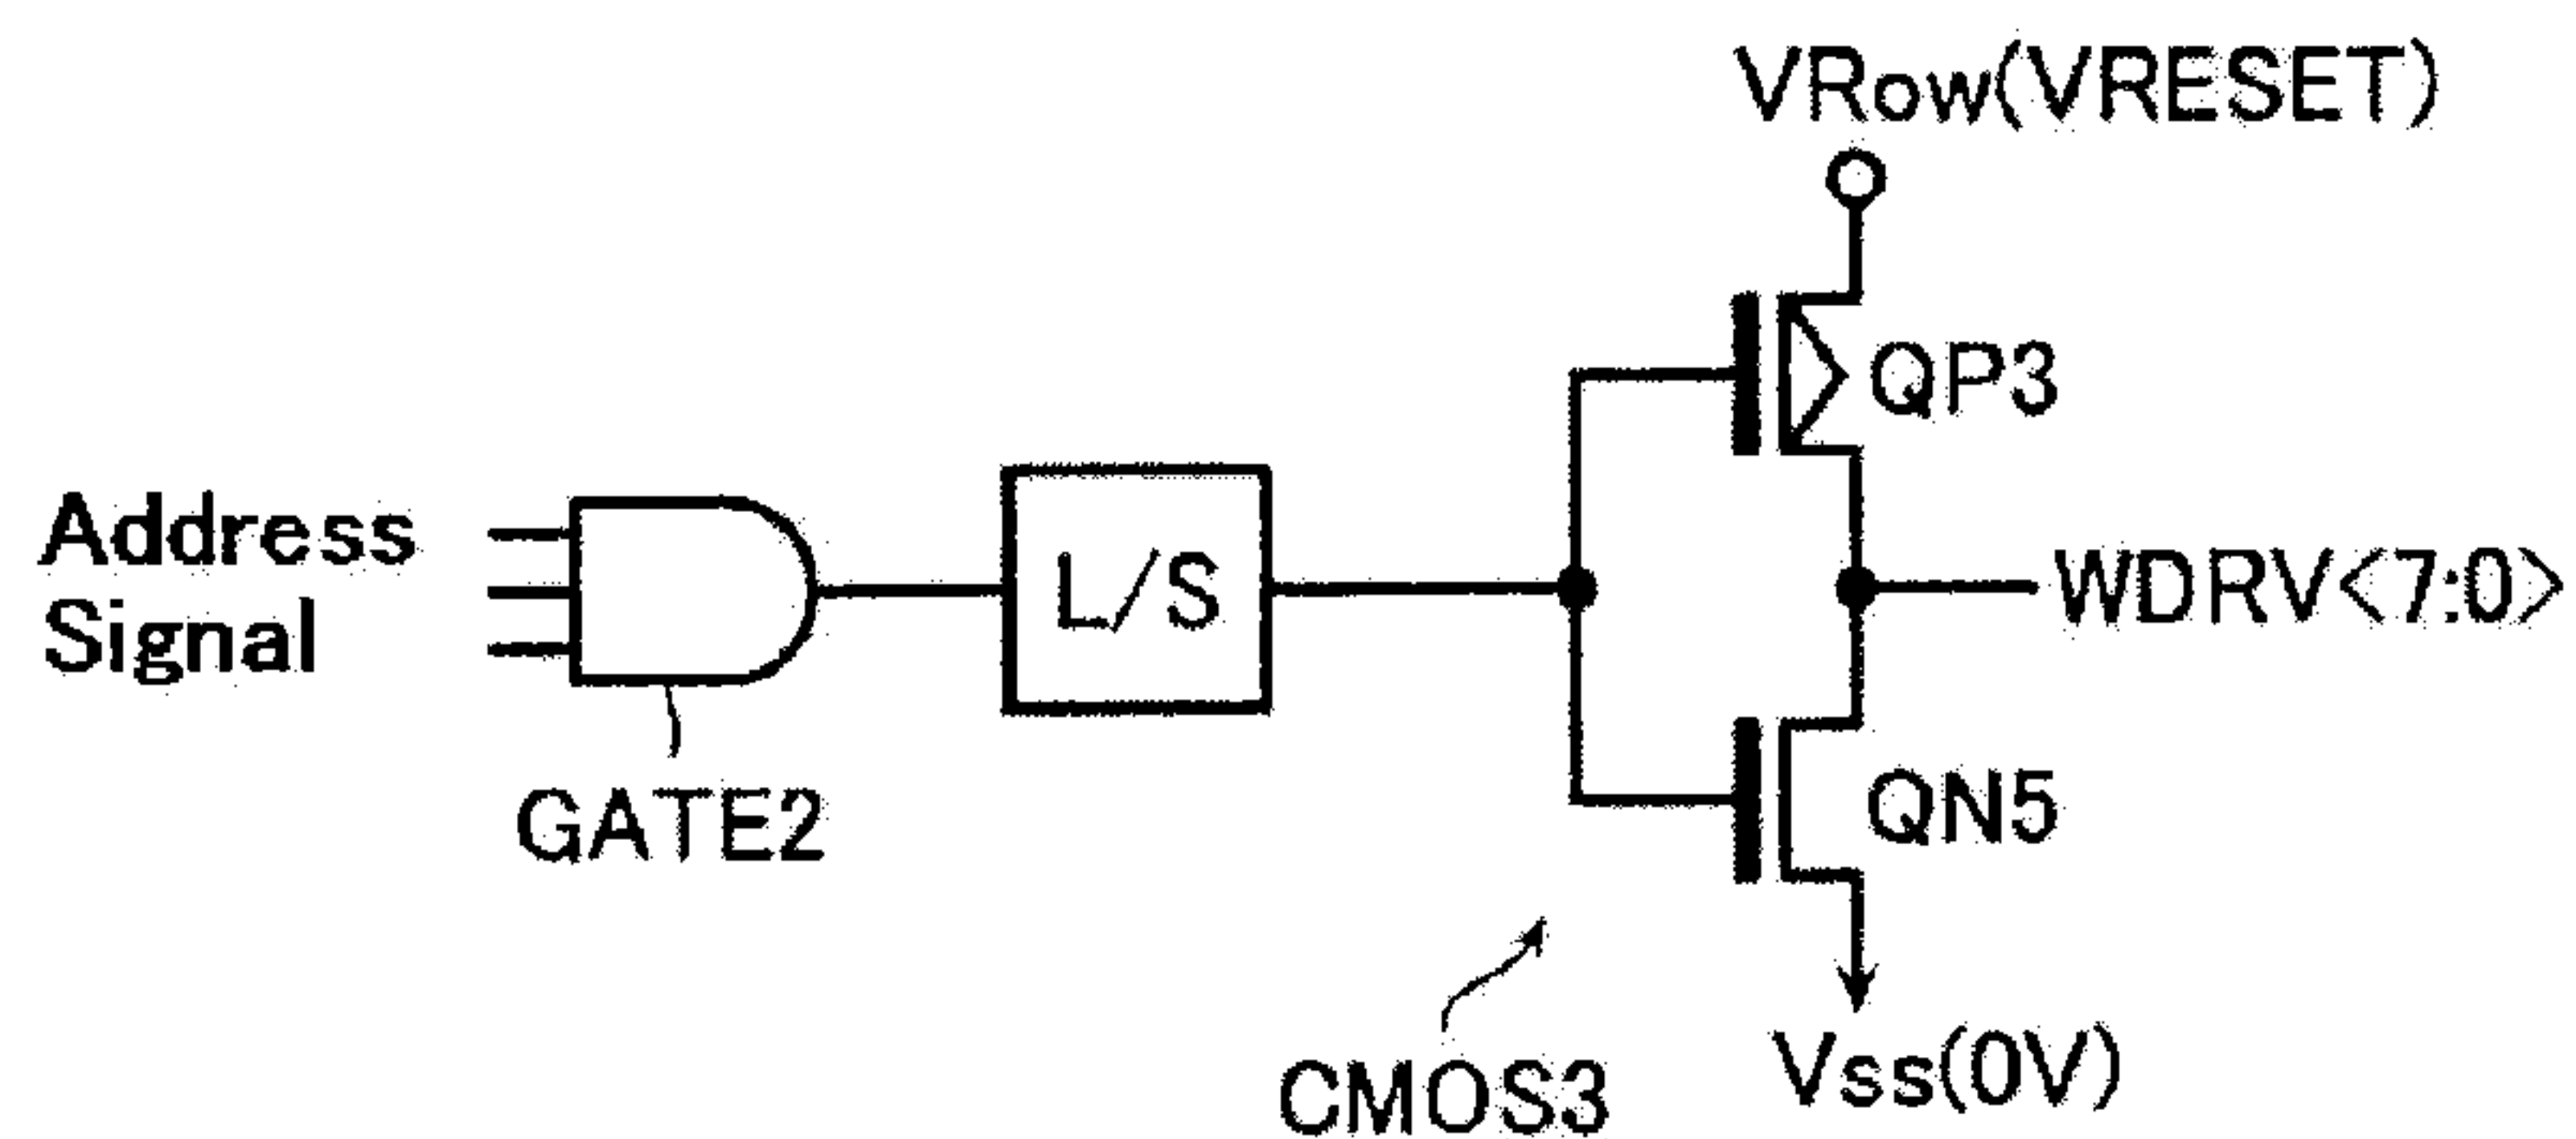 VRow(VRESET)
QP3
Address
Signal
L/S
WDRV<7:0>
GATE2
QN5
CMOS3
Vss(0V)